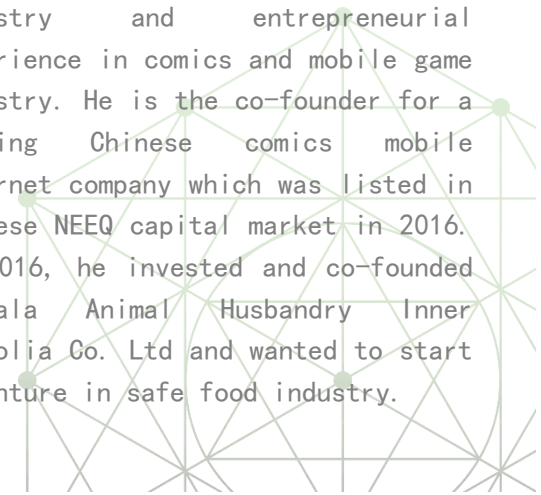 stry and entrepreneurial
rience in comics and mobile game
stry. He is the co-founder for a
ing Chinese comics mobile
rnet company which was listed in
ese NEEQ capital market in 2016.
016, he invested and co-founded
ala Animal Husbandry Inner
olia Co. Ltd and wanted to start
nture in safe food industry.